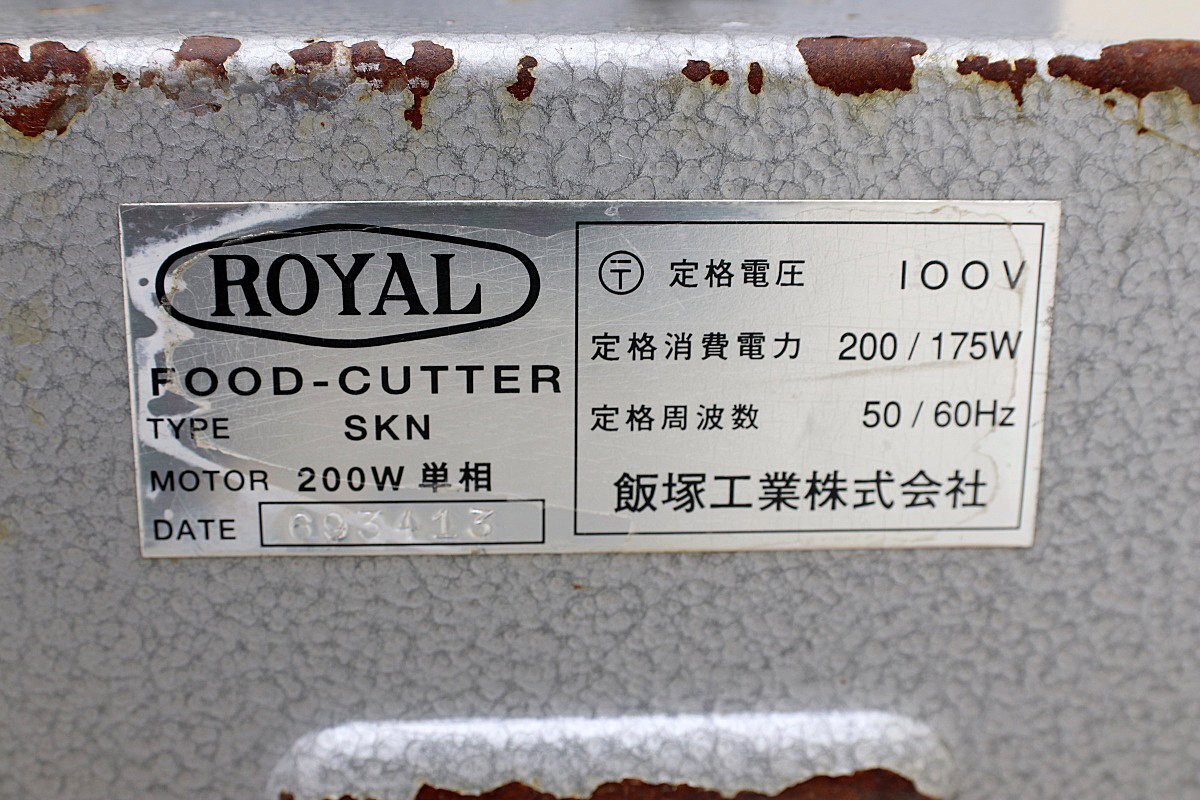 ROYAL
FOOD-CUTTER
TYPE SKN
MOTOR 200W 単相
DATE 693413
〒 定格電圧 100V
定格消費電力 200 / 175W
定格周波数 50 / 60Hz
飯塚工業株式会社